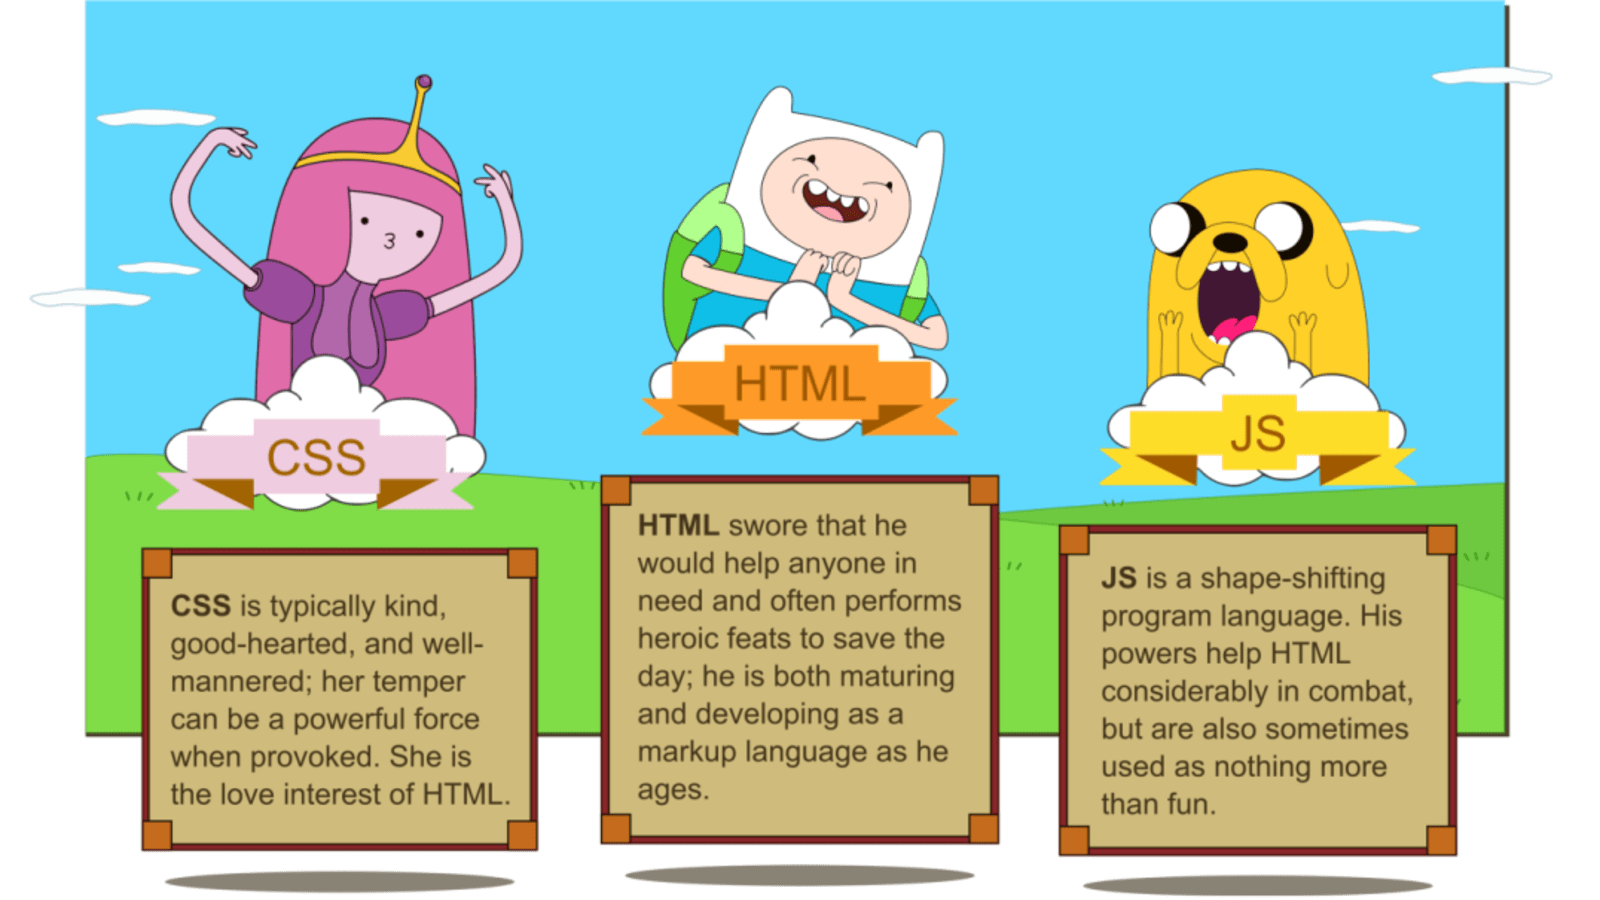 CSS
CSS is typically kind,
good-hearted, and well-
mannered; her temper
can be a powerful force
when provoked. She is
the love interest of HTML.
HTML
HTML swore that he
would help anyone in
need and often performs
heroic feats to save the
day; he is both maturing
and developing as a
markup language as he
ages.
JS
JS is a shape-shifting
program language. His
powers help HTML
considerably in combat,
but are also sometimes
used as nothing more
than fun.